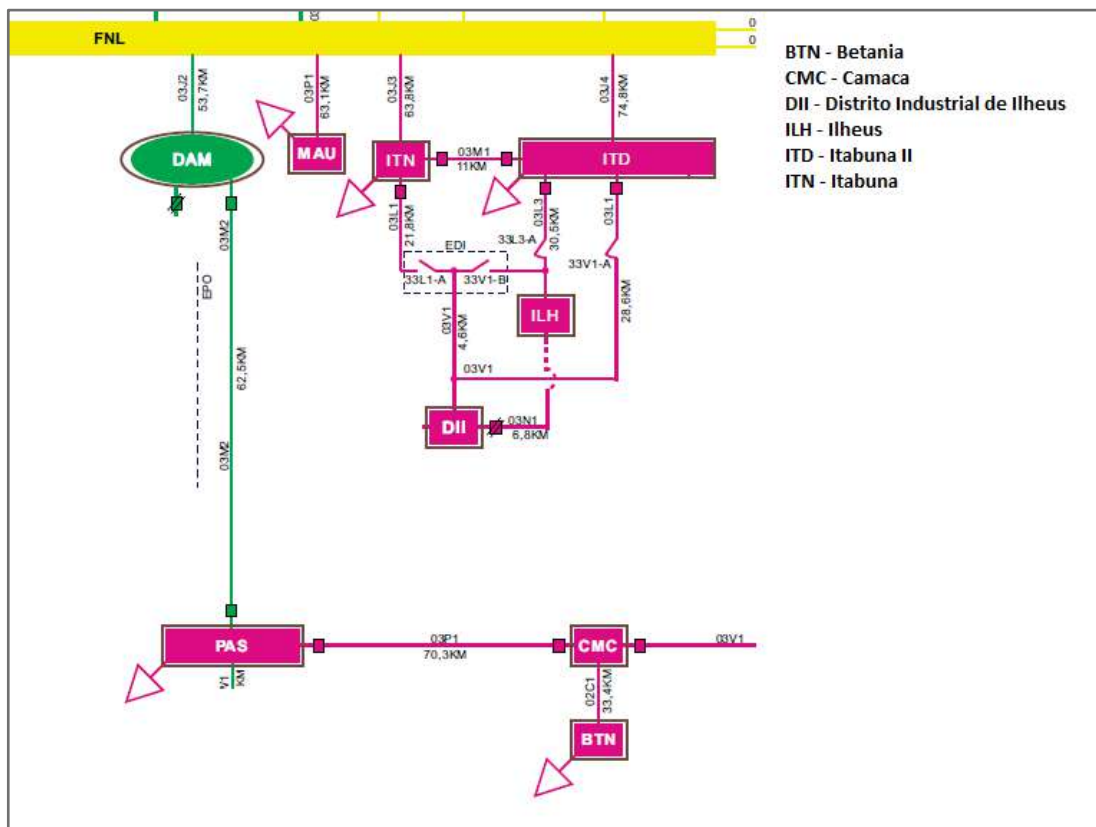 0
FNL
0
03J2
53,7KM
03P1
63,1KM
03J3
63,8KM
03J4
74,8KM
BTN - Betania
CMC - Camaca
DII - Distrito Industrial de Ilheus
ILH - Ilheus
ITD - Itabuna II
ITN - Itabuna
DAM
MAU
ITN
03M1
11KM
ITD
03M2
03L1
21,8KM
03L3
30,5KM
03L1
EDI
33L3-A
33V1-A
33L1-A
33V1-B
EPO
28,6KM
ILH
03V1
4,6KM
62,5KM
03V1
DII
03N1
6,8KM
03M2
PAS
03P1
70,3KM
CMC
03V1
V1
KM
02C1
33,4KM
BTN